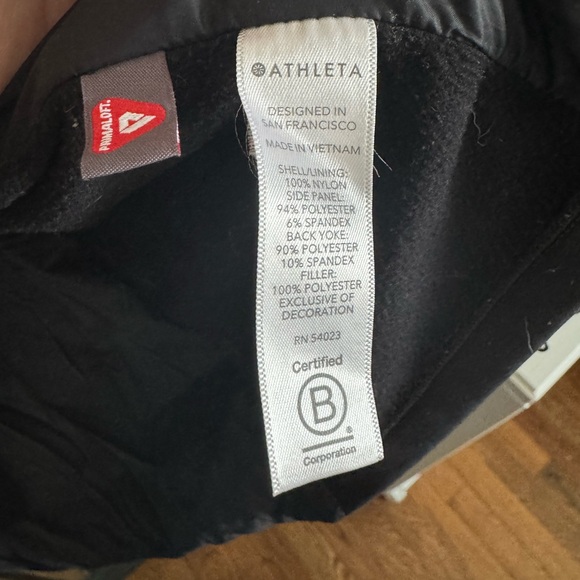 PRIMALOFT®
ATHLETA
DESIGNED IN
SAN FRANCISCO
MADE IN VIETNAM
SHELL/LINING:
100% NYLON
SIDE PANEL:
94% POLYESTER
6% SPANDEX
BACK YOKE:
90% POLYESTER
10% SPANDEX
FILLER:
100% POLYESTER
EXCLUSIVE OF
DECORATION
RN 54023
Certified
B
®
Corporation